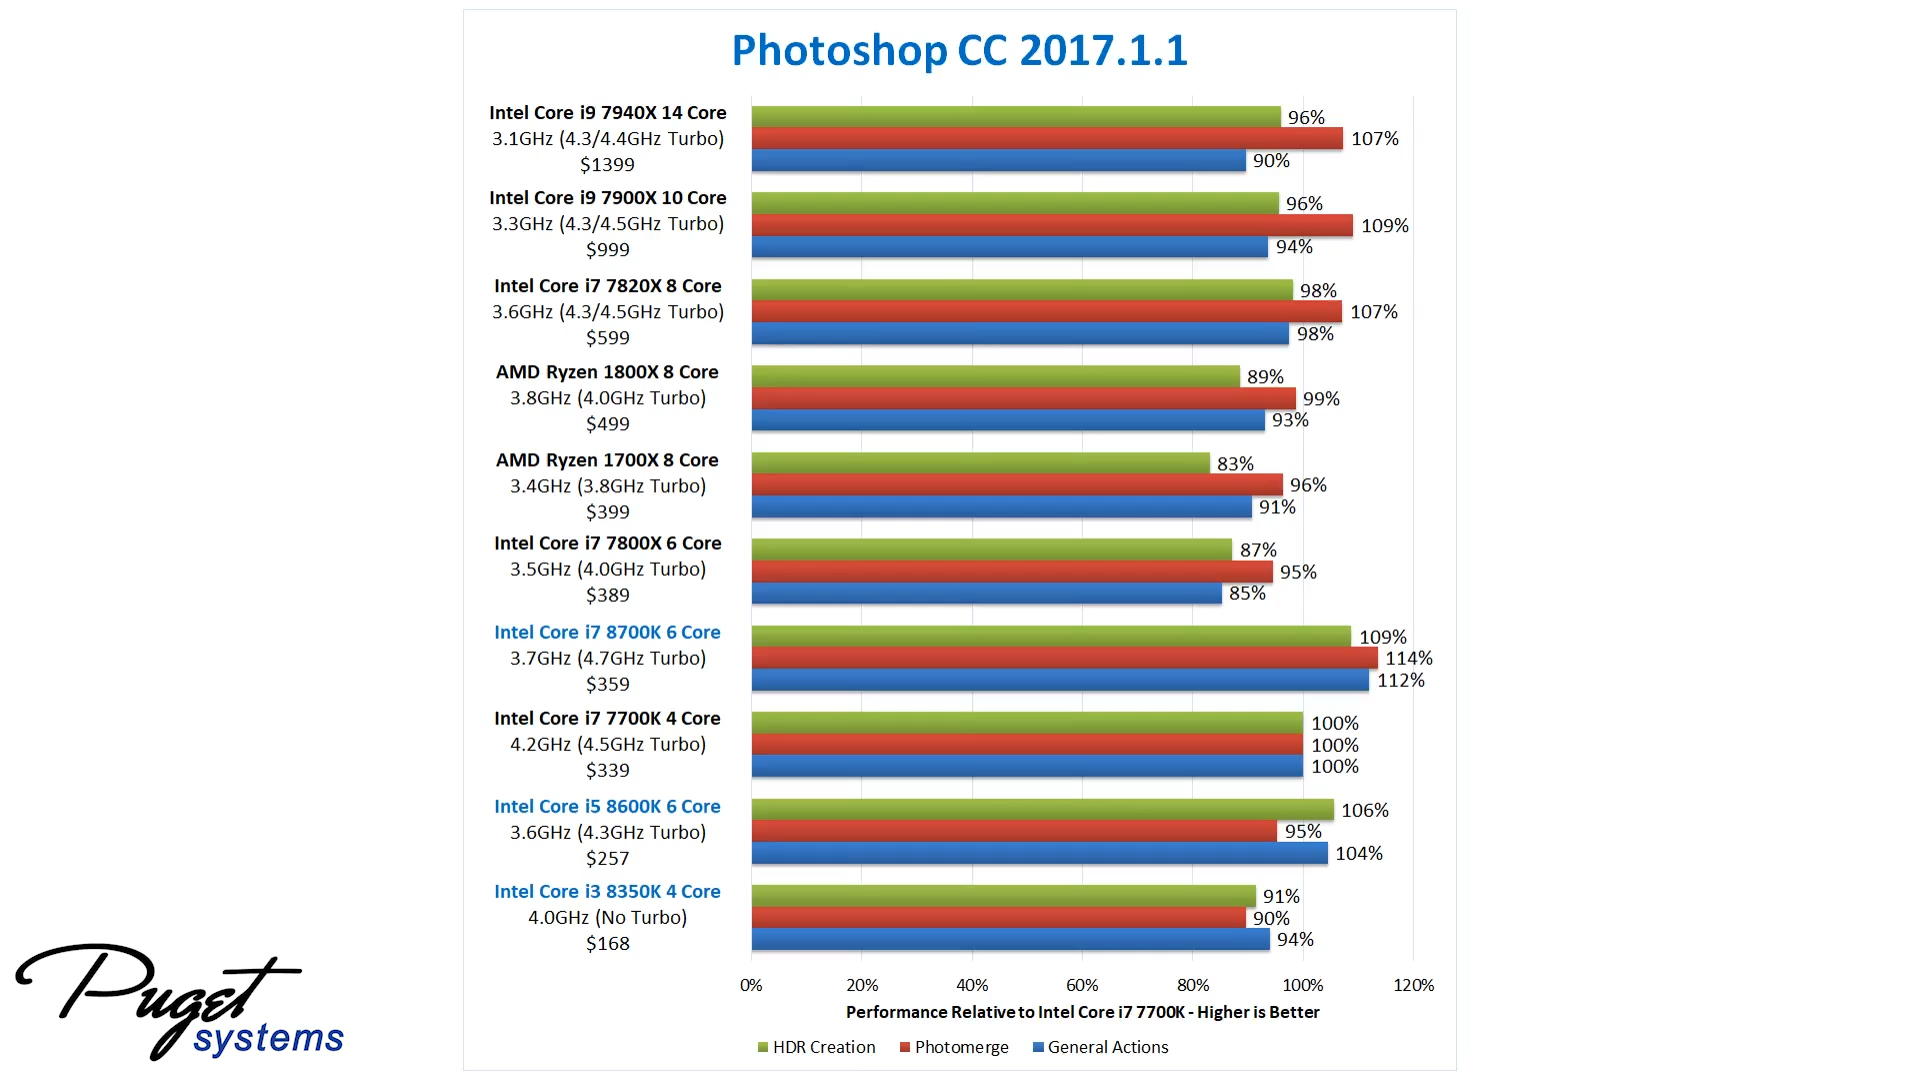 Photoshop CC 2017.1.1
Intel Core i9 7940X 14 Core
3.1GHz (4.3/4.4GHz Turbo)
$1399
96%
107%
90%
Intel Core i9 7900X 10 Core
3.3GHz (4.3/4.5GHz Turbo)
$999
96%
109%
94%
Intel Core i7 7820X 8 Core
3.6GHz (4.3/4.5GHz Turbo)
$599
98%
107%
98%
AMD Ryzen 1800X 8 Core
3.8GHz (4.0GHz Turbo)
$499
89%
99%
93%
AMD Ryzen 1700X 8 Core
3.4GHz (3.8GHz Turbo)
$399
83%
96%
91%
Intel Core i7 7800X 6 Core
3.5GHz (4.0GHz Turbo)
$389
87%
95%
85%
Intel Core i7 8700K 6 Core
3.7GHz (4.7GHz Turbo)
$359
109%
114%
112%
Intel Core i7 7700K 4 Core
4.2GHz (4.5GHz Turbo)
$339
100%
100%
100%
Intel Core i5 8600K 6 Core
3.6GHz (4.3GHz Turbo)
$257
106%
95%
104%
Intel Core i3 8350K 4 Core
4.0GHz (No Turbo)
$168
91%
90%
94%
0% 20% 40% 60% 80% 100% 120%
Performance Relative to Intel Core i7 7700K - Higher is Better
HDR Creation Photomerge General Actions
Puget
systems